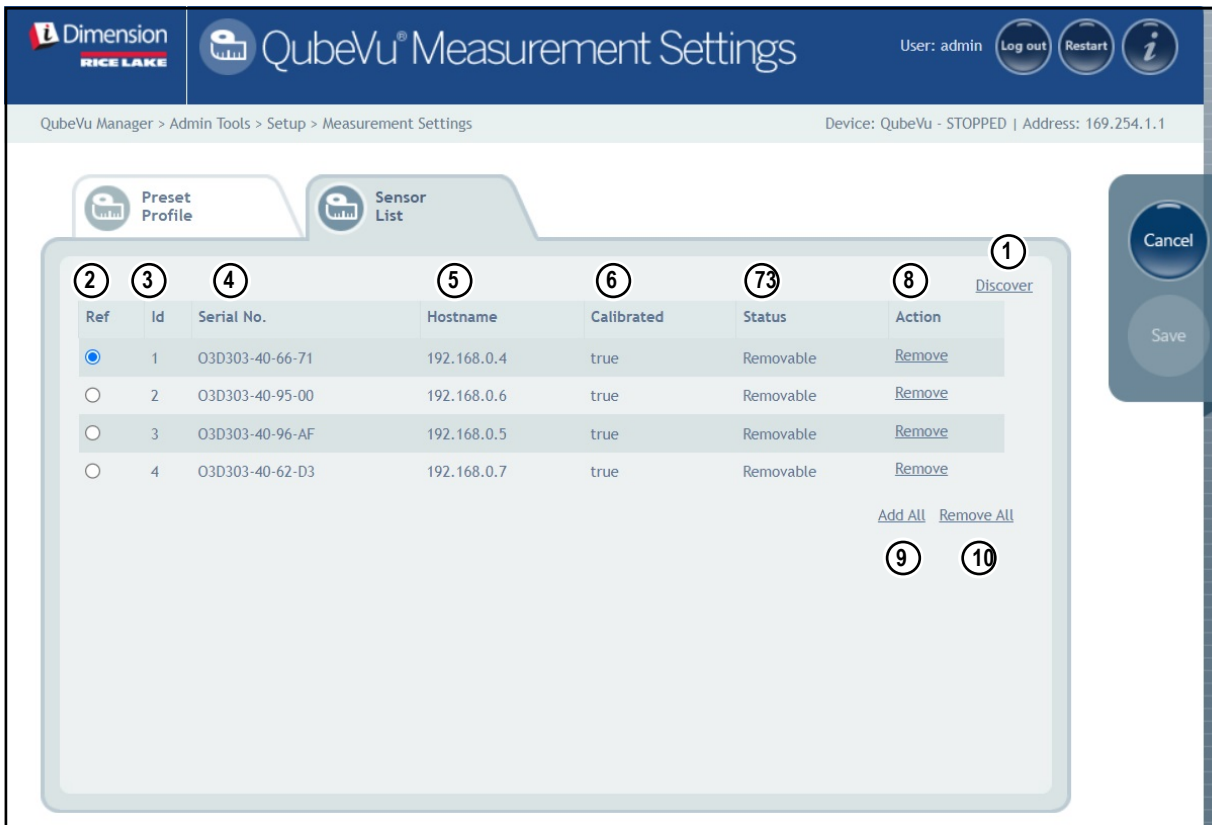 i Dimension
RICE LAKE
QubeVu® Measurement Settings
User: admin
Log out
Restart
i
QubeVu Manager > Admin Tools > Setup > Measurement Settings
Device: QubeVu - STOPPED | Address: 169.254.1.1
Preset
Profile
Sensor
List
Cancel
Save
1
Discover
2 3 4 5 6 73 8
Ref Id Serial No. Hostname Calibrated Status Action
1 O3D303-40-66-71 192.168.0.4 true Removable Remove
2 O3D303-40-95-00 192.168.0.6 true Removable Remove
3 O3D303-40-96-AF 192.168.0.5 true Removable Remove
4 O3D303-40-62-D3 192.168.0.7 true Removable Remove
Add All Remove All
9 10